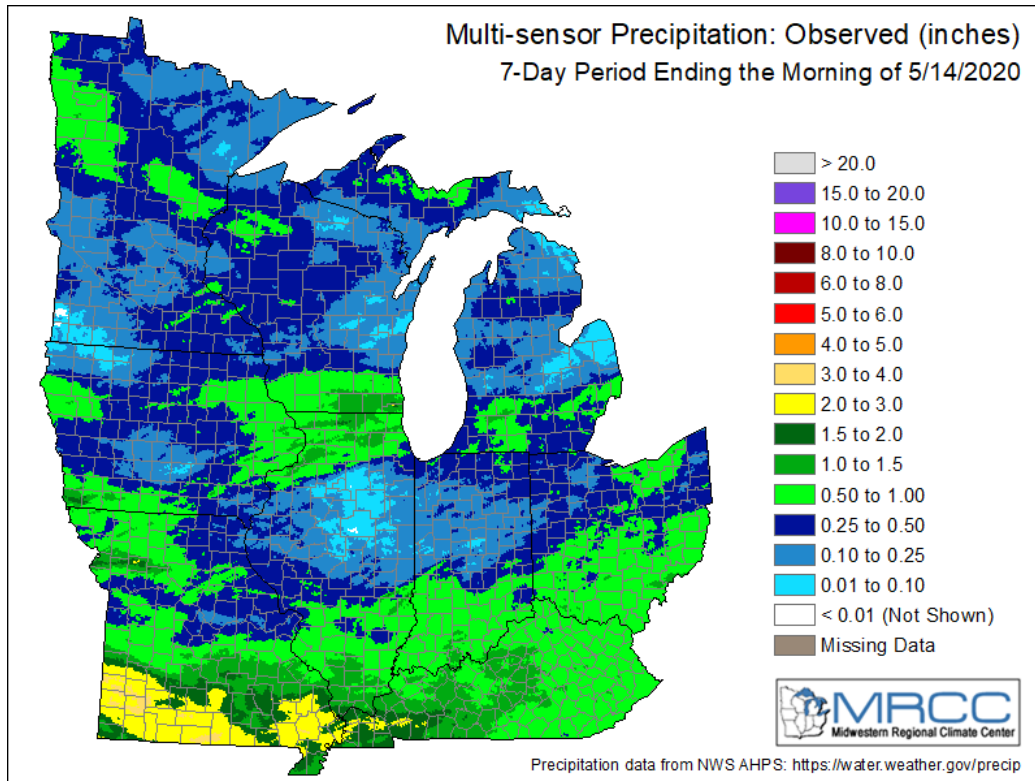 Multi-sensor Precipitation: Observed (inches)
7-Day Period Ending the Morning of 5/14/2020
> 20.0
15.0 to 20.0
10.0 to 15.0
8.0 to 10.0
6.0 to 8.0
5.0 to 6.0
4.0 to 5.0
3.0 to 4.0
2.0 to 3.0
1.5 to 2.0
1.0 to 1.5
0.50 to 1.00
0.25 to 0.50
0.10 to 0.25
0.01 to 0.10
< 0.01 (Not Shown)
Missing Data
MRCC
Midwestern Regional Climate Center
Precipitation data from NWS AHPS: https://water.weather.gov/precip